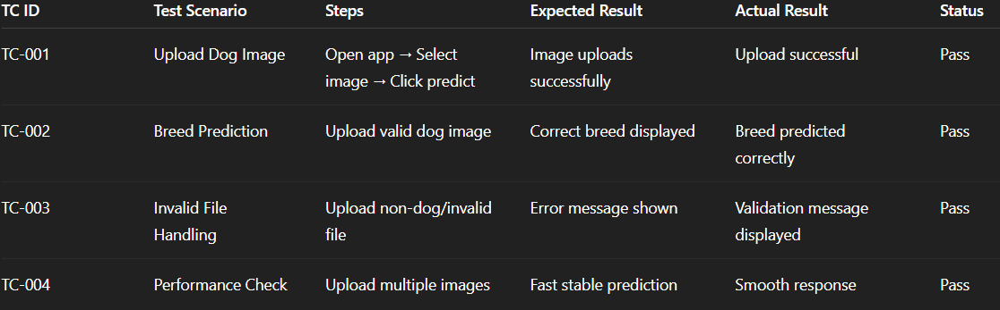 TC ID Test Scenario Steps Expected Result Actual Result Status
TC-001 Upload Dog Image Open app → Select Image uploads Upload successful Pass
image → Click predict successfully
TC-002 Breed Prediction Upload valid dog image Correct breed displayed Breed predicted Pass
correctly
TC-003 Invalid File Upload non-dog/invalid Error message shown Validation message Pass
Handling file displayed
TC-004 Performance Check Upload multiple images Fast stable prediction Smooth response Pass